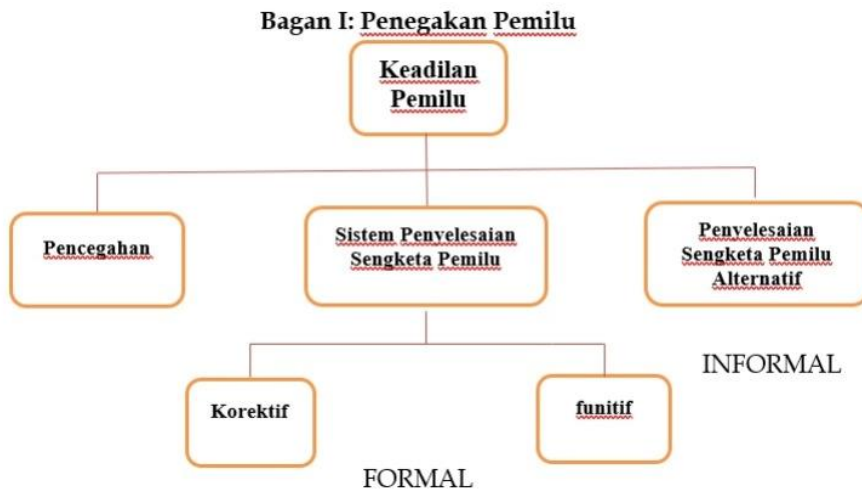 Bagan I: Penegakan Pemilu
Keadilan
Pemilu
Pencegahan
Sistem Penyelesaian
Sengketa Pemilu
Penyelesaian
Sengketa Pemilu
Alternatif
INFORMAL
Korektif
funitif
FORMAL